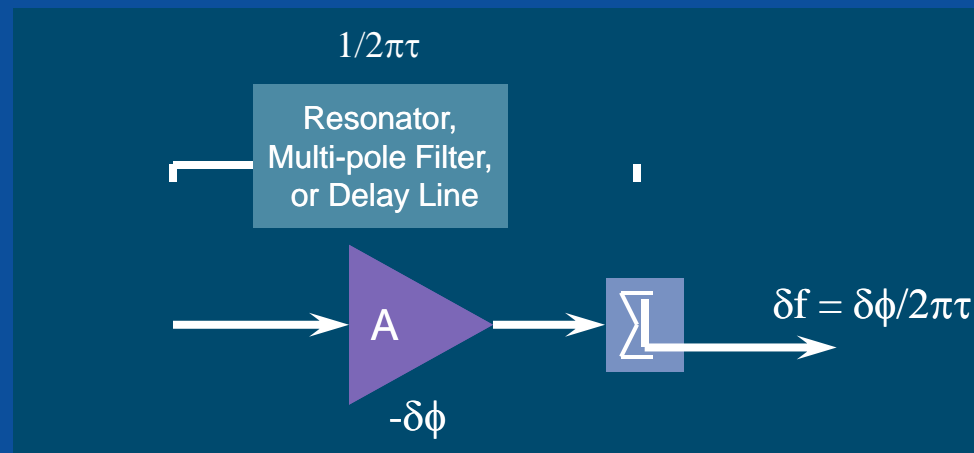 1/2πτ
Resonator,
Multi-pole Filter,
or Delay Line
A
Σ
δf = δϕ/2πτ
-δϕ